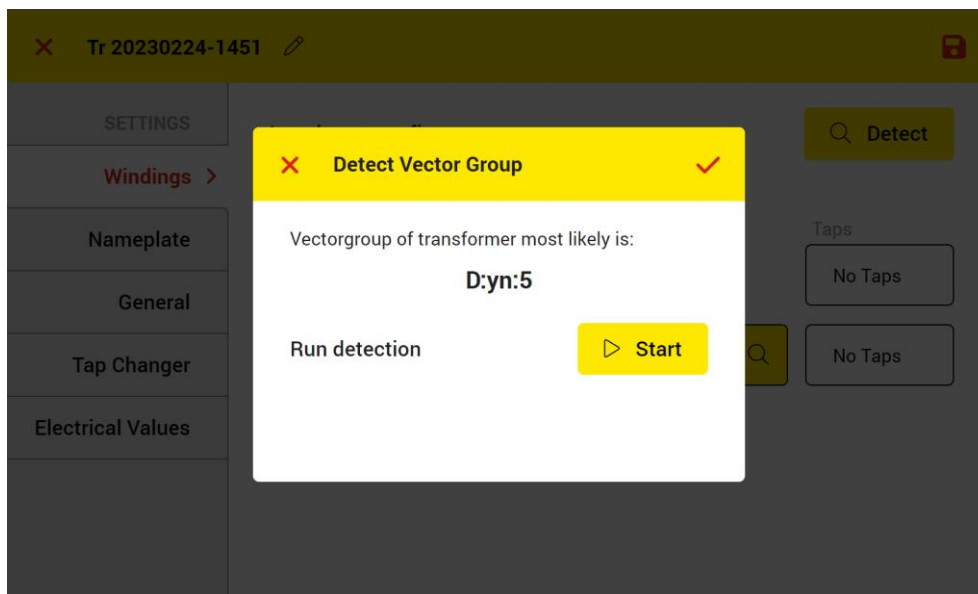 Tr 20230224-1451
SETTINGS
Detect
Windings
Detect Vector Group
Nameplate
Vectorgroup of transformer most likely is:
Taps
D:yn:5
No Taps
General
Run detection
Start
No Taps
Tap Changer
Electrical Values